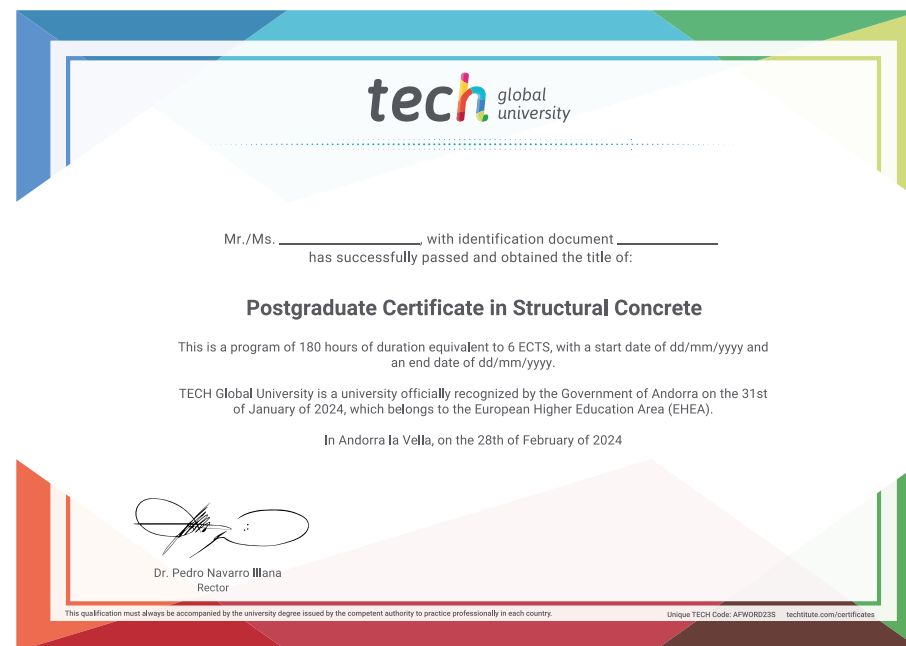 tech global
university
Mr./Ms. ____________, with identification document ____________
has successfully passed and obtained the title of:
Postgraduate Certificate in Structural Concrete
This is a program of 180 hours of duration equivalent to 6 ECTS, with a start date of dd/mm/yyyy and
an end date of dd/mm/yyyy.
TECH Global University is a university officially recognized by the Government of Andorra on the 31st
of January of 2024, which belongs to the European Higher Education Area (EHEA).
In Andorra la Vella, on the 28th of February of 2024
Dr. Pedro Navarro Illana
Rector
This qualification must always be accompanied by the university degree issued by the competent authority to practice professionally in each country.
Unique TECH Code: AFWORD23S techtitute.com/certificates